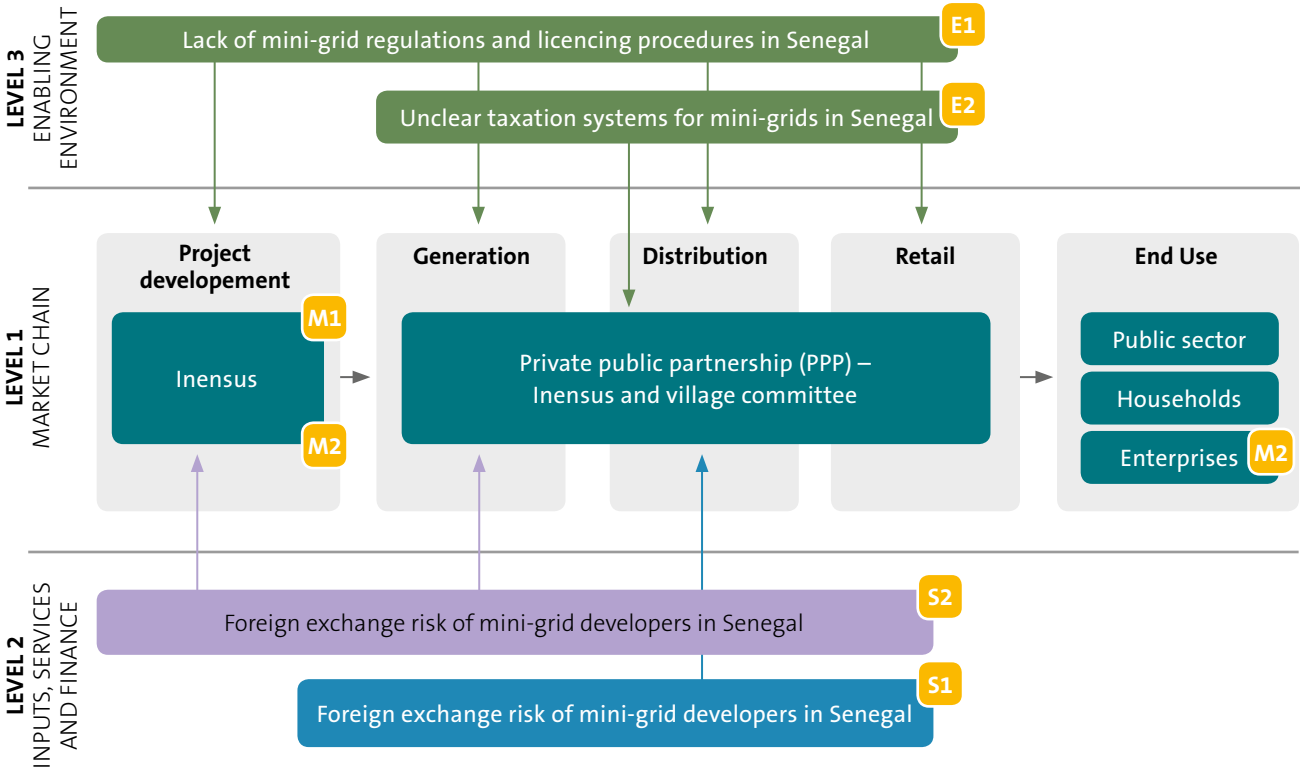 LEVEL 3
ENABLING
ENVIRONMENT
Lack of mini-grid regulations and licencing procedures in Senegal
E1
Unclear taxation systems for mini-grids in Senegal
E2
LEVEL 1
MARKET CHAIN
Project
developement
Generation
Distribution
Retail
End Use
Inensus
M1
M2
Private public partnership (PPP) –
Inensus and village committee
Public sector
Households
Enterprises
M2
LEVEL 2
INPUTS, SERVICES
AND FINANCE
Foreign exchange risk of mini-grid developers in Senegal
S2
Foreign exchange risk of mini-grid developers in Senegal
S1